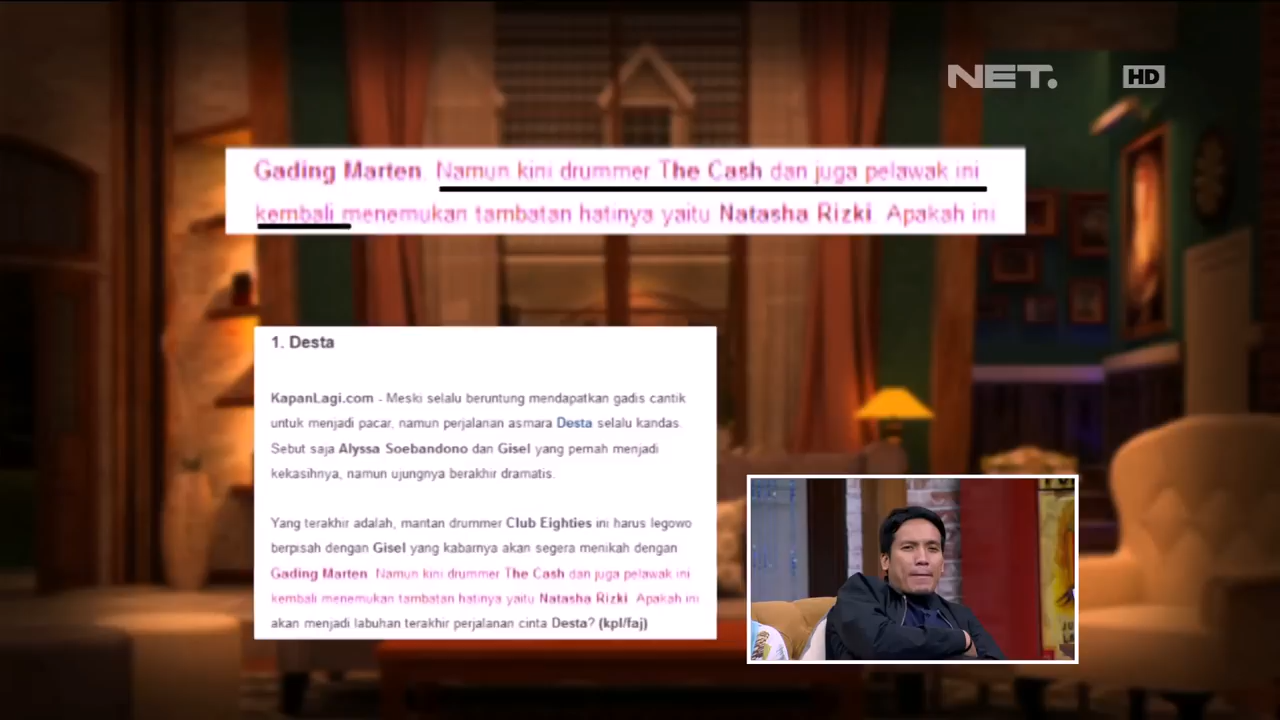 NET. HD
Gading Marten. Namun kini drummer The Cash dan juga pelawak ini
kembali menemukan tambatan hatinya yaitu Natasha Rizki. Apakah ini
1. Desta
KapanLagi.com - Meski selalu beruntung mendapatkan gadis cantik
untuk menjadi pacar, namun perjalanan asmara Desta selalu kandas.
Sebut saja Alyssa Soebandono dan Gisel yang pernah menjadi
kekasihnya, namun ujungnya berakhir dramatis.
Yang terakhir adalah, mantan drummer Club Eighties ini harus legowo
berpisah dengan Gisel yang kabarnya akan segera menikah dengan
Gading Marten. Namun kini drummer The Cash dan juga pelawak ini
kembali menemukan tambatan hatinya yaitu Natasha Rizki. Apakah ini
akan menjadi labuhan terakhir perjalanan cinta Desta? (kpl/faj)